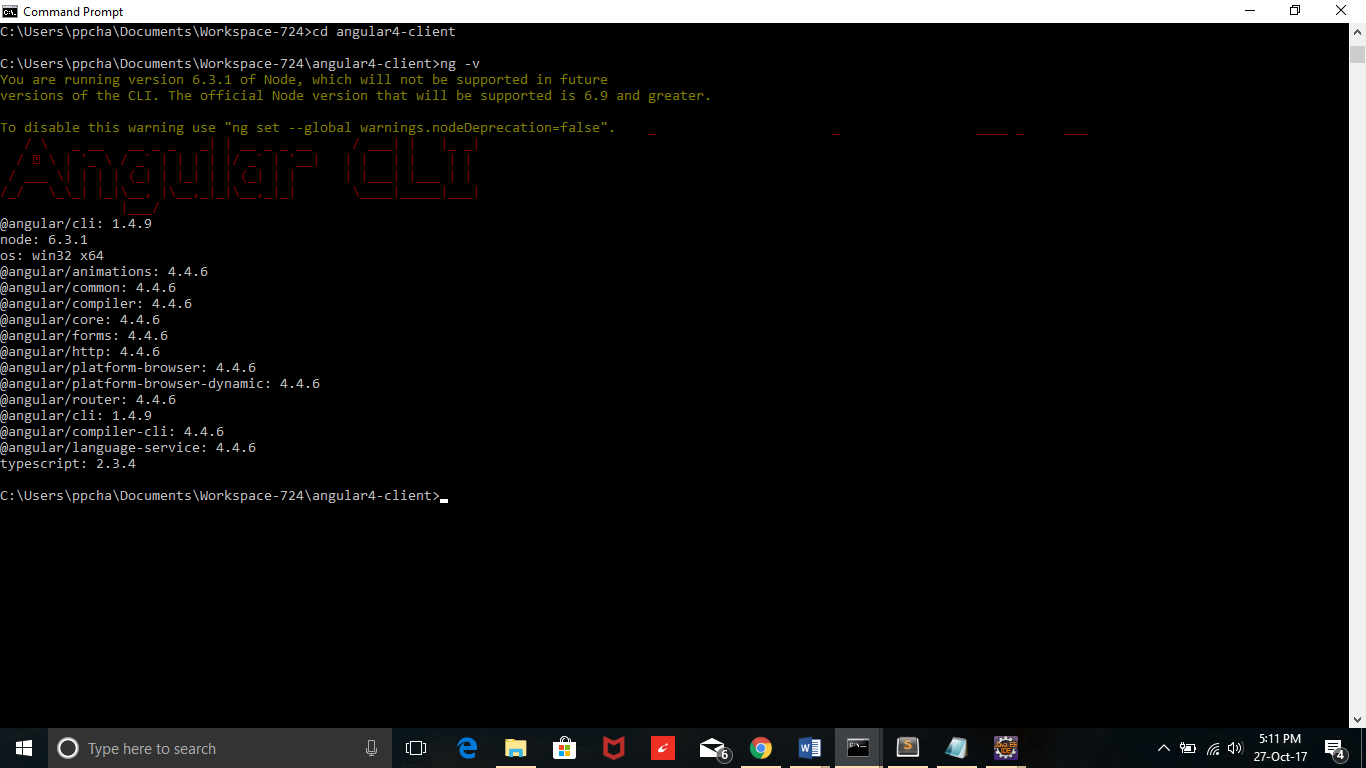 Command Prompt
C:\Users\ppcha\Documents\Workspace-724>cd angular4-client
C:\Users\ppcha\Documents\Workspace-724\angular4-client>ng -v
You are running version 6.3.1 of Node, which will not be supported in future
versions of the CLI. The official Node version that will be supported is 6.9 and greater.
To disable this warning use "ng set --global warnings.nodeDeprecation=false".
Angular CLI
@angular/cli: 1.4.9
node: 6.3.1
os: win32 x64
@angular/animations: 4.4.6
@angular/common: 4.4.6
@angular/compiler: 4.4.6
@angular/core: 4.4.6
@angular/forms: 4.4.6
@angular/http: 4.4.6
@angular/platform-browser: 4.4.6
@angular/platform-browser-dynamic: 4.4.6
@angular/router: 4.4.6
@angular/cli: 1.4.9
@angular/compiler-cli: 4.4.6
@angular/language-service: 4.4.6
typescript: 2.3.4
C:\Users\ppcha\Documents\Workspace-724\angular4-client>
Type here to search
6
5:11 PM
27-Oct-17
4